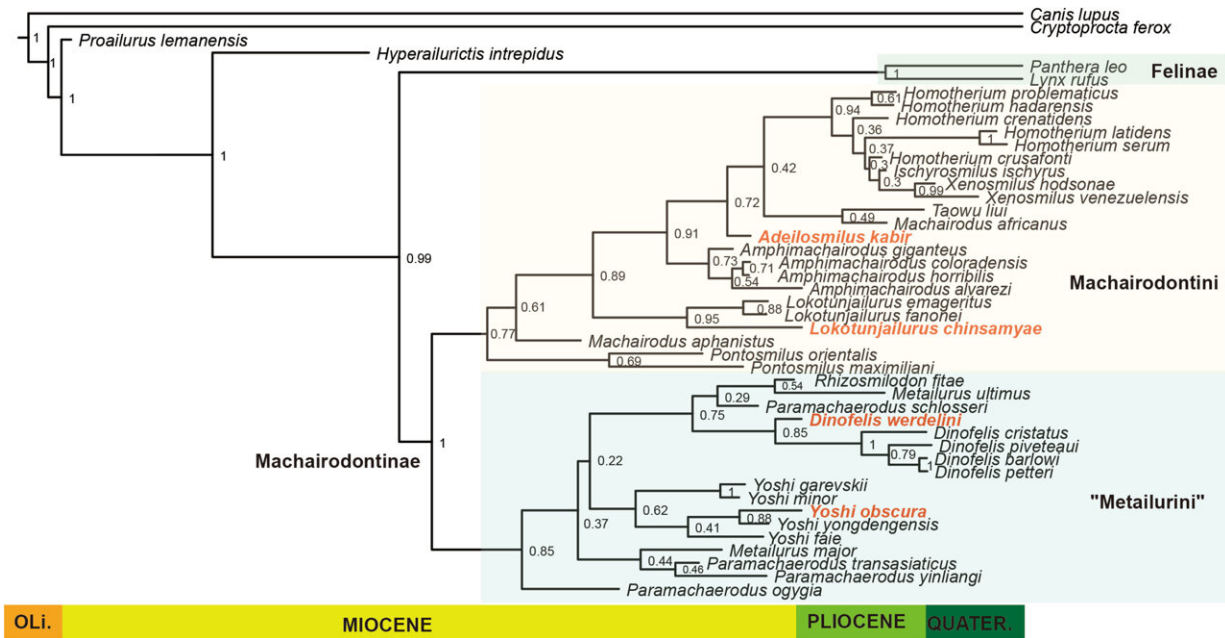 Canis lupus
1
Cryptoprocta ferox
1
Proailurus lemanensis
Hyperailurictis intrepidus
Panthera leo
1
Lynx rufus
Felinae
1
Homotherium problematicus
0.61
Homotherium hadarensis
0.94
Homotherium crenatidens
0.36
Homotherium latidens
1
Homotherium serum
0.37
Homotherium crusafonti
0.3
Ischyrosmilus ischyrus
0.3
Xenosmilus hodsonae
0.99
Xenosmilus venezuelensis
1
0.42
0.72
Taowu liui
0.49
Machairodus africanus
0.91
Adeilosmilus kabir
Amphimachairodus giganteus
0.73
Amphimachairodus coloradensis
0.71
Amphimachairodus horribilis
0.54
Amphimachairodus alvarezi
0.99
0.89
Machairodontini
Lokotunjailurus emageritus
0.88
Lokotunjailurus fanonei
0.95
Lokotunjailurus chinsamyae
0.61
0.77
Machairodus aphanistus
Pontosmilus orientalis
0.69
Pontosmilus maximiliani
Rhizosmilodon fitae
0.54
Metailurus ultimus
0.29
Paramachaerodus schlosseri
0.75
Dinofelis werdelini
0.85
Dinofelis cristatus
1
Dinofelis piveteaui
0.79
Dinofelis barlowi
1
Dinofelis petteri
Machairodontinae
1
0.22
Yoshi garevskii
1
Yoshi minor
0.62
Yoshi obscura
0.88
Yoshi yongdengensis
0.41
Yoshi faie
"Metailurini"
0.37
0.85
Metailurus major
0.44
Paramachaerodus transasiaticus
0.46
Paramachaerodus yinliangi
Paramachaerodus ogygia
OLi.
MIOCENE
PLIOCENE
QUATER.